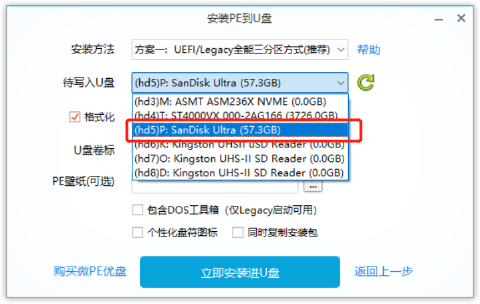 安装PE到U盘
安装方法 方案一：UEFI/Legacy全能三分区方式(推荐) 帮助
待写入U盘 (hd5)P: SanDisk Ultra (57.3GB)
(hd3)M: ASMT ASM236X NVME (0.0GB)
格式化 (hd4)T: ST4000VX 000-2AG166 (3726.0GB)
(hd5)P: SanDisk Ultra (57.3GB)
U盘卷标 (hd6)K: Kingston UHSII uSD Reader (0.0GB)
(hd7)O: Kingston UHS-II SD Reader (0.0GB)
PE壁纸(可选) (hd8)D: Kingston UHS-II SD Reader (0.0GB)
...
包含DOS工具箱（仅Legacy启动可用）
个性化盘符图标 同时复制安装包
购买微PE优盘 立即安装进U盘 返回上一步